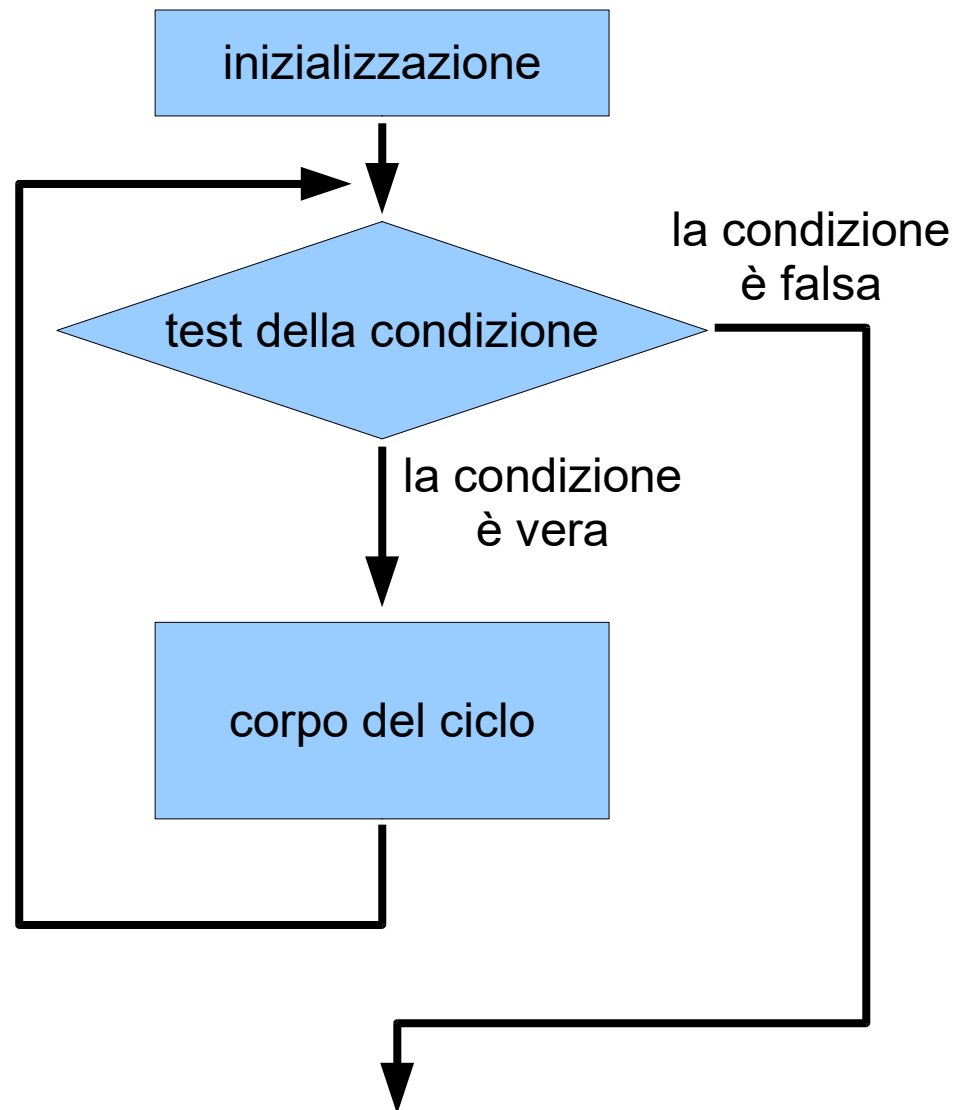 inizializzazione
la condizione
è falsa
test della condizione
la condizione
è vera
corpo del ciclo